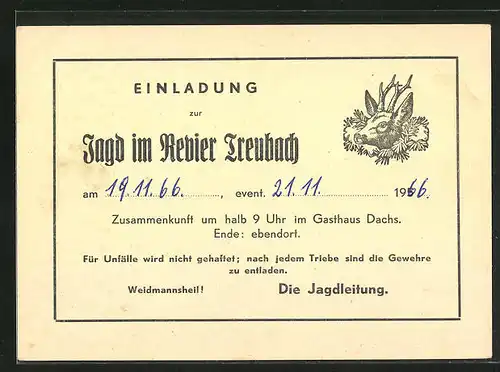 EINLADUNG
zur
Jagd im Revier Treubach
am 19.11.66., event. 21.11. 1966.
Zusammenkunft um halb 9 Uhr im Gasthaus Dachs.
Ende: ebendort.
Für Unfälle wird nicht gehaftet; nach jedem Triebe sind die Gewehre
zu entladen.
Weidmannsheil! Die Jagdleitung.